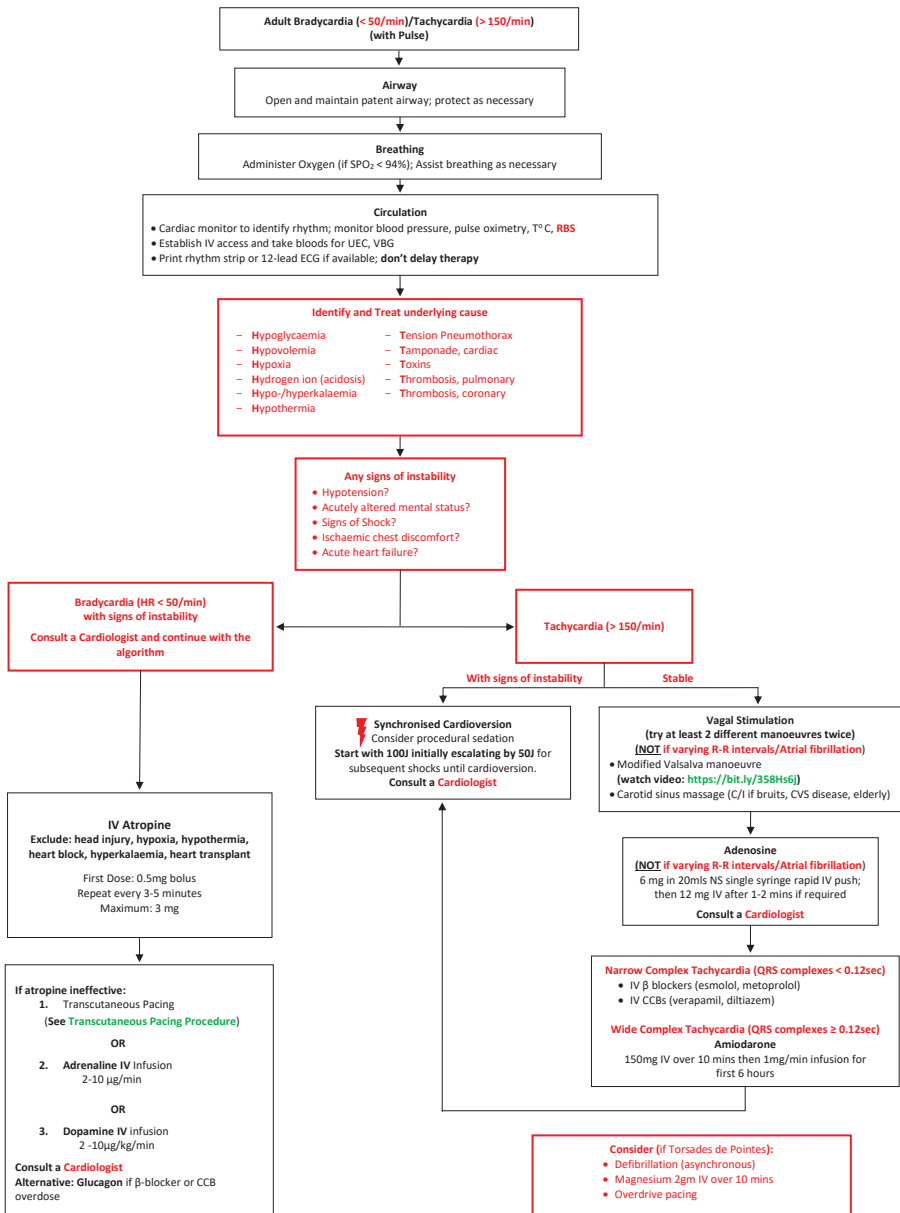 Adult Bradycardia (< 50/min)/Tachycardia (> 150/min)
(with Pulse)
Airway
Open and maintain patent airway; protect as necessary
Breathing
Administer Oxygen (if SPO₂ < 94%); Assist breathing as necessary
Circulation
• Cardiac monitor to identify rhythm; monitor blood pressure, pulse oximetry, T° C, RBS
• Establish IV access and take bloods for UEC, VBG
• Print rhythm strip or 12-lead ECG if available; don't delay therapy
Identify and Treat underlying cause
− Hypoglycaemia
− Hypovolemia
− Hypoxia
− Hydrogen ion (acidosis)
− Hypo-/hyperkalaemia
− Hypothermia
− Tension Pneumothorax
− Tamponade, cardiac
− Toxins
− Thrombosis, pulmonary
− Thrombosis, coronary
Any signs of instability
• Hypotension?
• Acutely altered mental status?
• Signs of Shock?
• Ischaemic chest discomfort?
• Acute heart failure?
Bradycardia (HR < 50/min)
with signs of instability
Consult a Cardiologist and continue with the
algorithm
Tachycardia (> 150/min)
With signs of instability
Stable
Synchronised Cardioversion
Consider procedural sedation
Start with 100J initially escalating by 50J for
subsequent shocks until cardioversion.
Consult a Cardiologist
Vagal Stimulation
(try at least 2 different manoeuvres twice)
(NOT if varying R-R intervals/Atrial fibrillation)
• Modified Valsalva manoeuvre
(watch video: https://bit.ly/358Hs6j)
• Carotid sinus massage (C/I if bruits, CVS disease, elderly)
IV Atropine
Exclude: head injury, hypoxia, hypothermia,
heart block, hyperkalaemia, heart transplant
First Dose: 0.5mg bolus
Repeat every 3-5 minutes
Maximum: 3 mg
Adenosine
(NOT if varying R-R intervals/Atrial fibrillation)
6 mg in 20mls NS single syringe rapid IV push;
then 12 mg IV after 1-2 mins if required
Consult a Cardiologist
Narrow Complex Tachycardia (QRS complexes < 0.12sec)
• IV β blockers (esmolol, metoprolol)
• IV CCBs (verapamil, diltiazem)
Wide Complex Tachycardia (QRS complexes ≥ 0.12sec)
Amiodarone
150mg IV over 10 mins then 1mg/min infusion for
first 6 hours
If atropine ineffective:
1. Transcutaneous Pacing
(See Transcutaneous Pacing Procedure)
OR
2. Adrenaline IV Infusion
2-10 µg/min
OR
3. Dopamine IV infusion
2 -10µg/kg/min
Consult a Cardiologist
Alternative: Glucagon if β-blocker or CCB
overdose
Consider (if Torsades de Pointes):
• Defibrillation (asynchronous)
• Magnesium 2gm IV over 10 mins
• Overdrive pacing